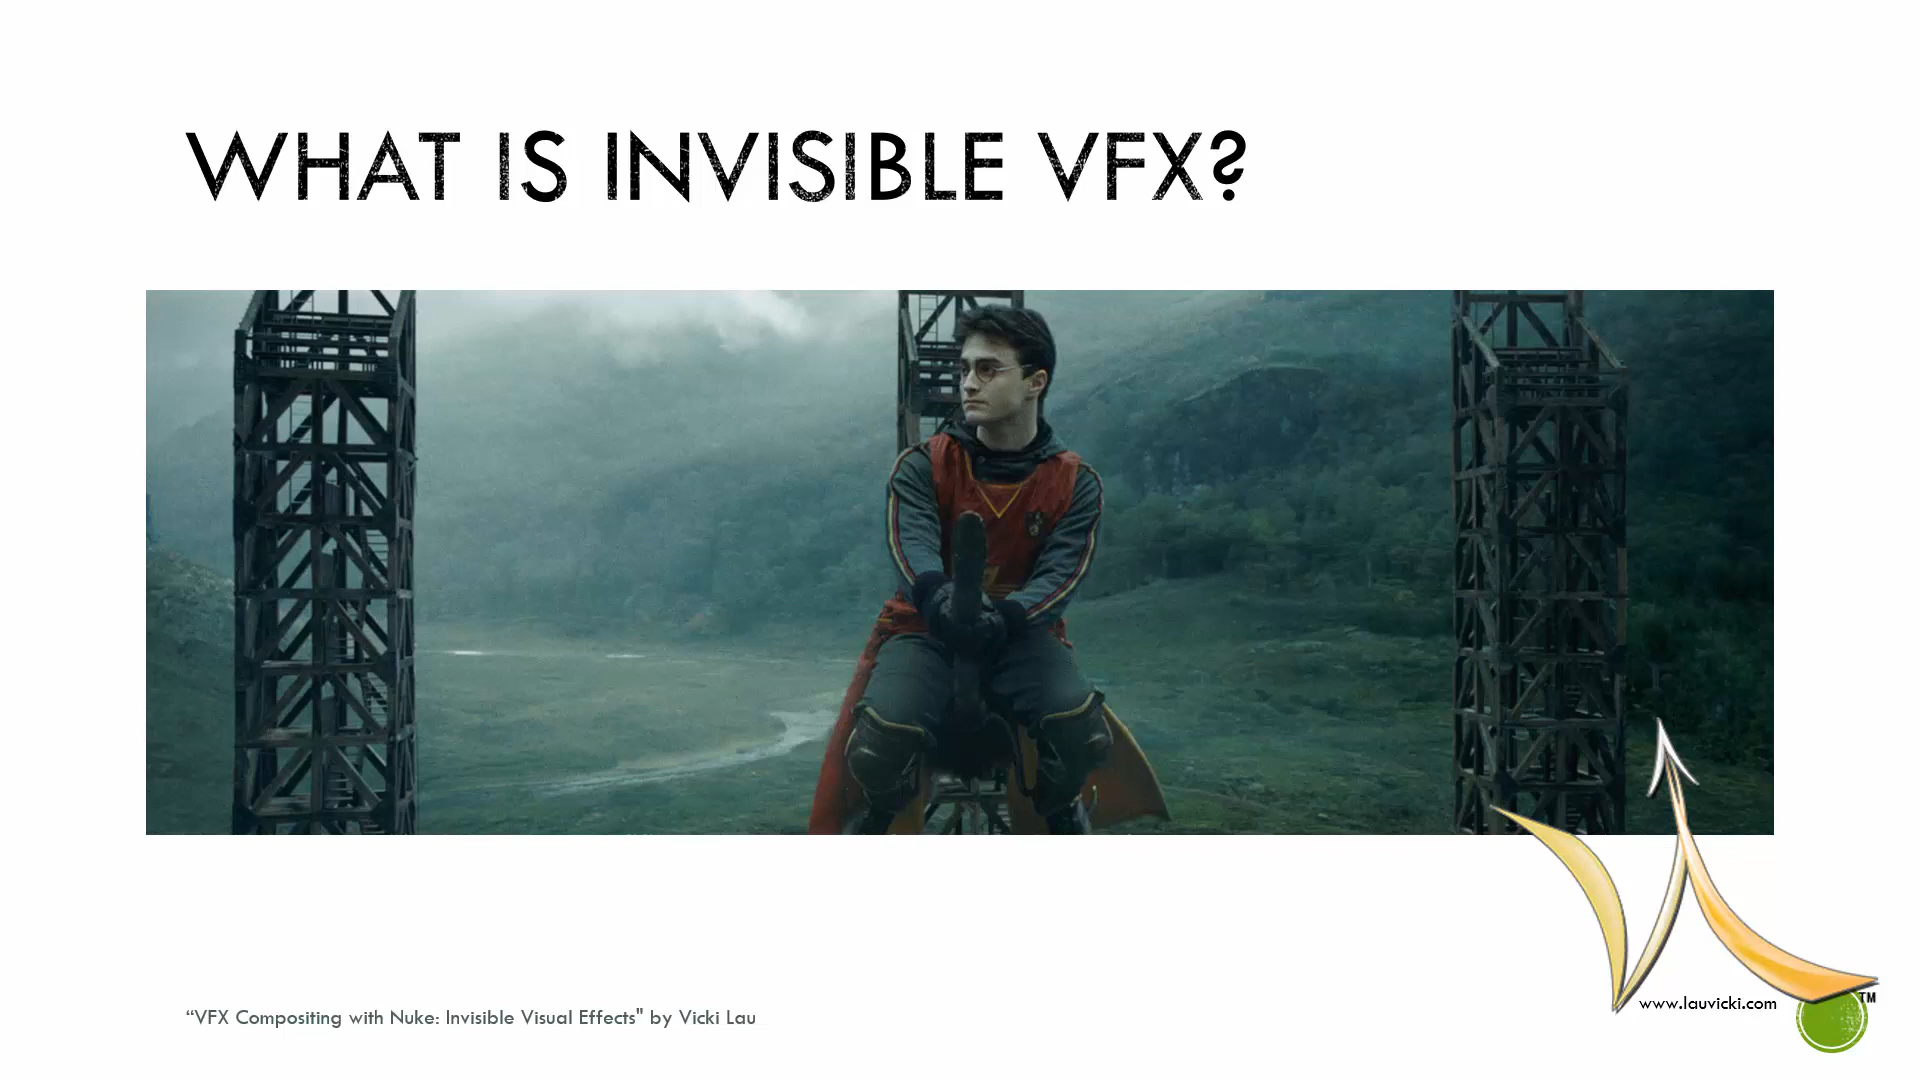 WHAT IS INVISIBLE VFX?
www.lauvicki.com
TM
“VFX Compositing with Nuke: Invisible Visual Effects" by Vicki Lau